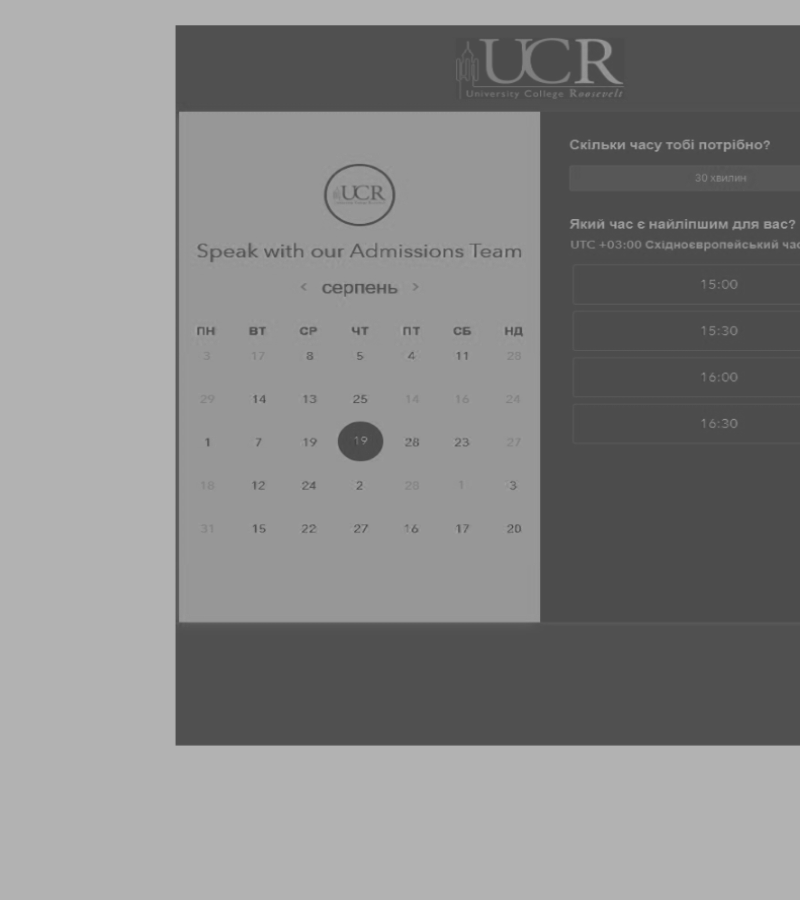 UCR
University College Roosevelt
UCR
Speak with our Admissions Team
‹ серпень ›
ПН ВТ СР ЧТ ПТ СБ НД
3 17 8 5 4 11 28
29 14 13 25 14 16 24
1 7 19 19 28 23 27
18 12 24 2 25 1 3
31 15 22 27 16 17 20
Скільки часу тобі потрібно?
30 хвилин
Який час є найліпшим для вас?
UTC +03:00 Східноєвропейський час
15:00
15:30
16:00
16:30